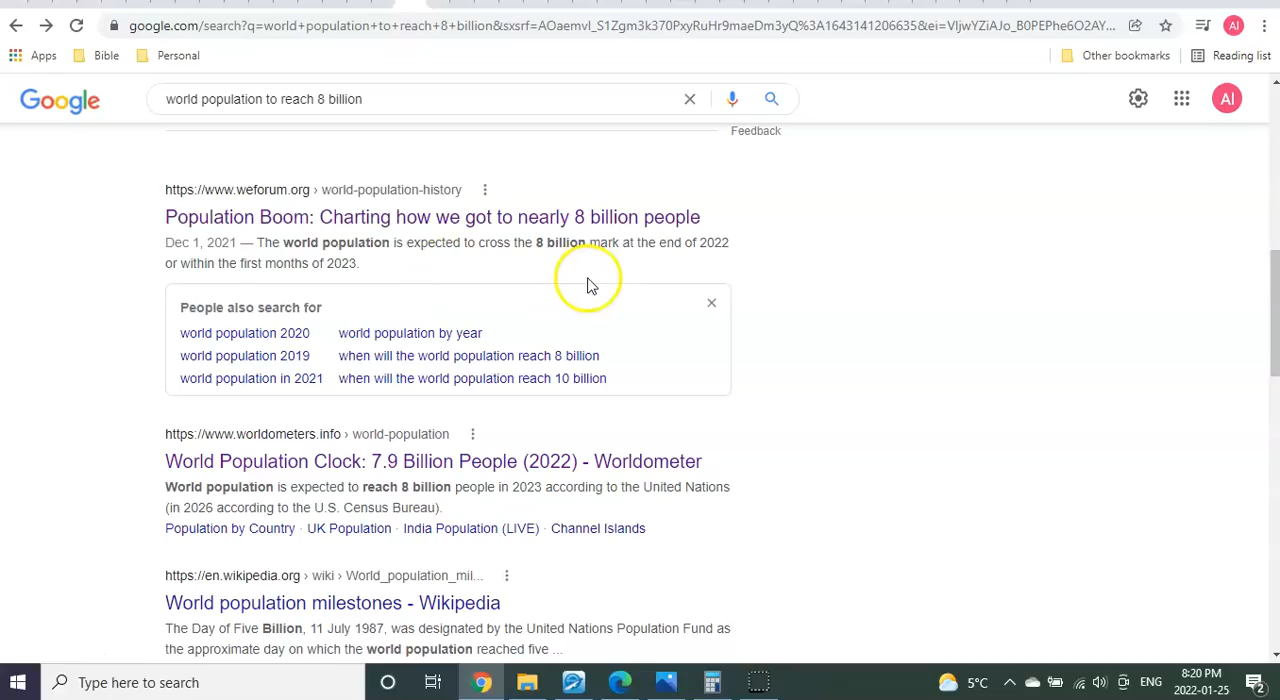 google.com/search?q=world+population+to+reach+8+billion&sxsrf=AOaemvI_S1Zgm3k370PxyRuHr9maeDm3yQ%3A1643141206635&ei=VljwYZiAJo_B0PEPhe6O2AY...
AI
Apps
Bible
Personal
Other bookmarks
Reading list
Google
world population to reach 8 billion
AI
Feedback
https://www.weforum.org › world-population-history
Population Boom: Charting how we got to nearly 8 billion people
Dec 1, 2021 — The world population is expected to cross the 8 billion mark at the end of 2022
or within the first months of 2023.
People also search for
world population 2020 world population by year
world population 2019 when will the world population reach 8 billion
world population in 2021 when will the world population reach 10 billion
https://www.worldometers.info › world-population
World Population Clock: 7.9 Billion People (2022) - Worldometer
World population is expected to reach 8 billion people in 2023 according to the United Nations
(in 2026 according to the U.S. Census Bureau).
Population by Country · UK Population · India Population (LIVE) · Channel Islands
https://en.wikipedia.org › wiki › World_population_mil...
World population milestones - Wikipedia
The Day of Five Billion, 11 July 1987, was designated by the United Nations Population Fund as
the approximate day on which the world population reached five ...
Type here to search
5°C
ENG
8:20 PM
2022-01-25
2